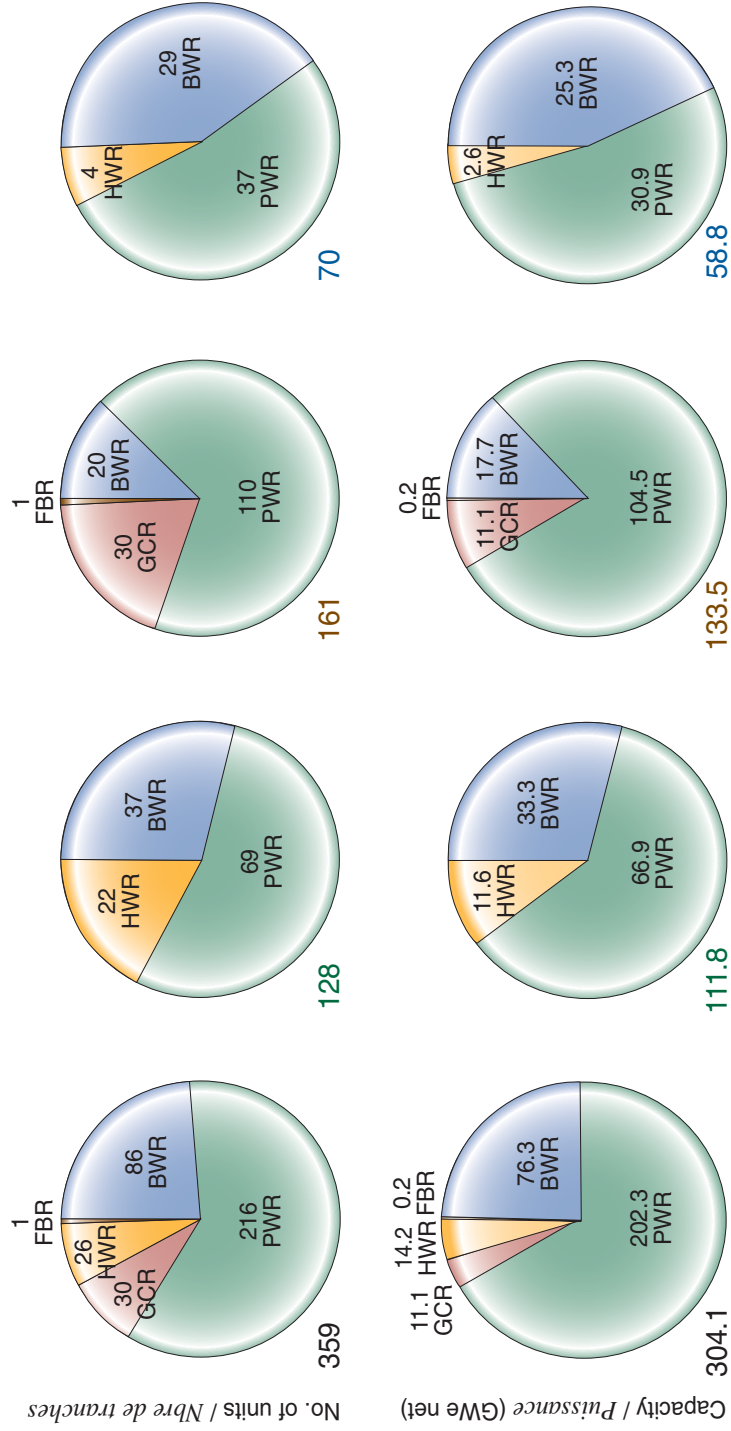 No. of units / Nbre de tranches
359
1
FBR
26
HWR
30
GCR
86
BWR
216
PWR
128
22
HWR
37
BWR
69
PWR
161
1
FBR
30
GCR
20
BWR
110
PWR
70
4
HWR
29
BWR
37
PWR
Capacity / Puissance (GWe net)
304.1
11.1
GCR
14.2
HWR
0.2
FBR
76.3
BWR
202.3
PWR
111.8
11.6
HWR
33.3
BWR
66.9
PWR
133.5
0.2
FBR
11.1
GCR
17.7
BWR
104.5
PWR
58.8
2.6
HWR
25.3
BWR
30.9
PWR